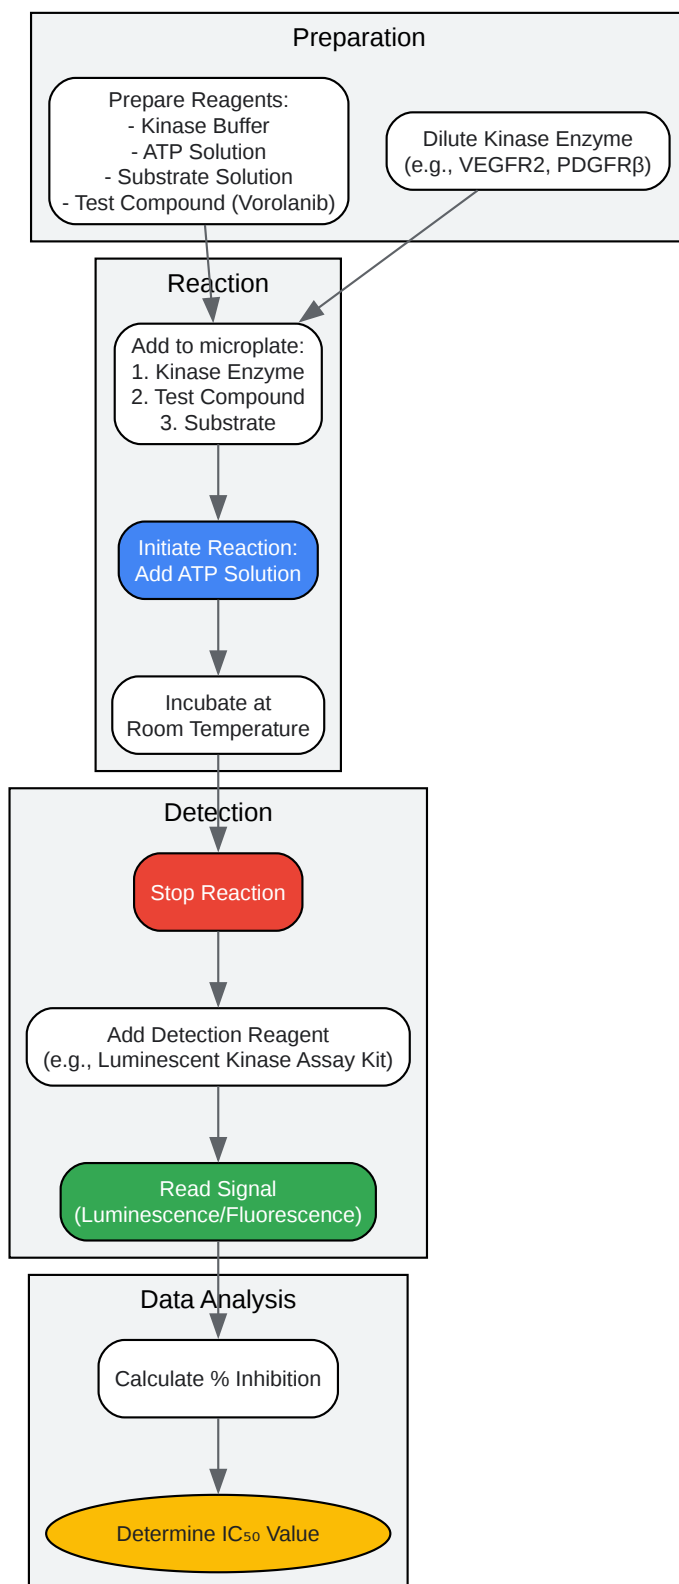 Preparation
Prepare Reagents:
- Kinase Buffer
- ATP Solution
- Substrate Solution
- Test Compound (Vorolanib)
Dilute Kinase Enzyme
(e.g., VEGFR2, PDGFRβ)
Reaction
Add to microplate:
1. Kinase Enzyme
2. Test Compound
3. Substrate
Initiate Reaction:
Add ATP Solution
Incubate at
Room Temperature
Detection
Stop Reaction
Add Detection Reagent
(e.g., Luminescent Kinase Assay Kit)
Read Signal
(Luminescence/Fluorescence)
Data Analysis
Calculate % Inhibition
Determine IC₅₀ Value